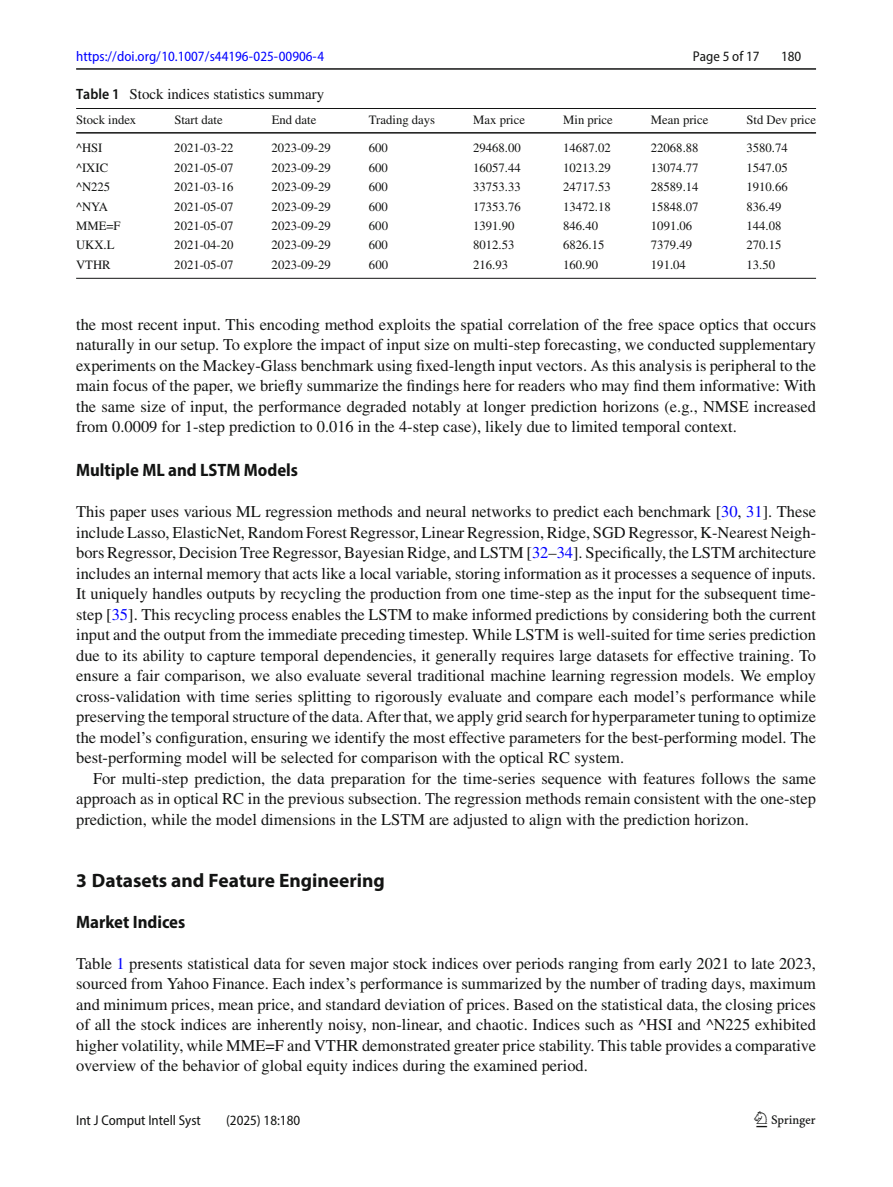 https://doi.org/10.1007/s44196-025-00906-4 Page 5 of 17 180
Table 1 Stock indices statistics summary
Stock index Start date End date Trading days Max price Min price Mean price Std Dev price
^HSI 2021-03-22 2023-09-29 600 29468.00 14687.02 22068.88 3580.74
^IXIC 2021-05-07 2023-09-29 600 16057.44 10213.29 13074.77 1547.05
^N225 2021-03-16 2023-09-29 600 33753.33 24717.53 28589.14 1910.66
^NYA 2021-05-07 2023-09-29 600 17353.76 13472.18 15848.07 836.49
MME=F 2021-05-07 2023-09-29 600 1391.90 846.40 1091.06 144.08
UKX.L 2021-04-20 2023-09-29 600 8012.53 6826.15 7379.49 270.15
VTHR 2021-05-07 2023-09-29 600 216.93 160.90 191.04 13.50
the most recent input. This encoding method exploits the spatial correlation of the free space optics that occurs
naturally in our setup. To explore the impact of input size on multi-step forecasting, we conducted supplementary
experiments on the Mackey-Glass benchmark using fixed-length input vectors. As this analysis is peripheral to the
main focus of the paper, we briefly summarize the findings here for readers who may find them informative: With
the same size of input, the performance degraded notably at longer prediction horizons (e.g., NMSE increased
from 0.0009 for 1-step prediction to 0.016 in the 4-step case), likely due to limited temporal context.
Multiple ML and LSTM Models
This paper uses various ML regression methods and neural networks to predict each benchmark [30, 31]. These
include Lasso, ElasticNet, Random Forest Regressor, Linear Regression, Ridge, SGD Regressor, K-Nearest Neigh-
bors Regressor, Decision Tree Regressor, Bayesian Ridge, and LSTM [32–34]. Specifically, the LSTM architecture
includes an internal memory that acts like a local variable, storing information as it processes a sequence of inputs.
It uniquely handles outputs by recycling the production from one time-step as the input for the subsequent time-
step [35]. This recycling process enables the LSTM to make informed predictions by considering both the current
input and the output from the immediate preceding timestep. While LSTM is well-suited for time series prediction
due to its ability to capture temporal dependencies, it generally requires large datasets for effective training. To
ensure a fair comparison, we also evaluate several traditional machine learning regression models. We employ
cross-validation with time series splitting to rigorously evaluate and compare each model's performance while
preserving the temporal structure of the data. After that, we apply grid search for hyperparameter tuning to optimize
the model's configuration, ensuring we identify the most effective parameters for the best-performing model. The
best-performing model will be selected for comparison with the optical RC system.
For multi-step prediction, the data preparation for the time-series sequence with features follows the same
approach as in optical RC in the previous subsection. The regression methods remain consistent with the one-step
prediction, while the model dimensions in the LSTM are adjusted to align with the prediction horizon.
3 Datasets and Feature Engineering
Market Indices
Table 1 presents statistical data for seven major stock indices over periods ranging from early 2021 to late 2023,
sourced from Yahoo Finance. Each index's performance is summarized by the number of trading days, maximum
and minimum prices, mean price, and standard deviation of prices. Based on the statistical data, the closing prices
of all the stock indices are inherently noisy, non-linear, and chaotic. Indices such as ^HSI and ^N225 exhibited
higher volatility, while MME=F and VTHR demonstrated greater price stability. This table provides a comparative
overview of the behavior of global equity indices during the examined period.
Int J Comput Intell Syst (2025) 18:180 Springer